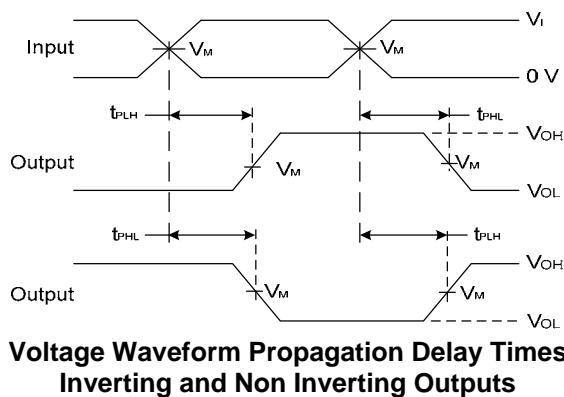 Input
VM
VM
VI
0 V
tPLH
tPHL
Output
VM
VM
VOH
VOL
tPHL
tPLH
Output
VM
VM
VOH
VOL
Voltage Waveform Propagation Delay Times
Inverting and Non Inverting Outputs